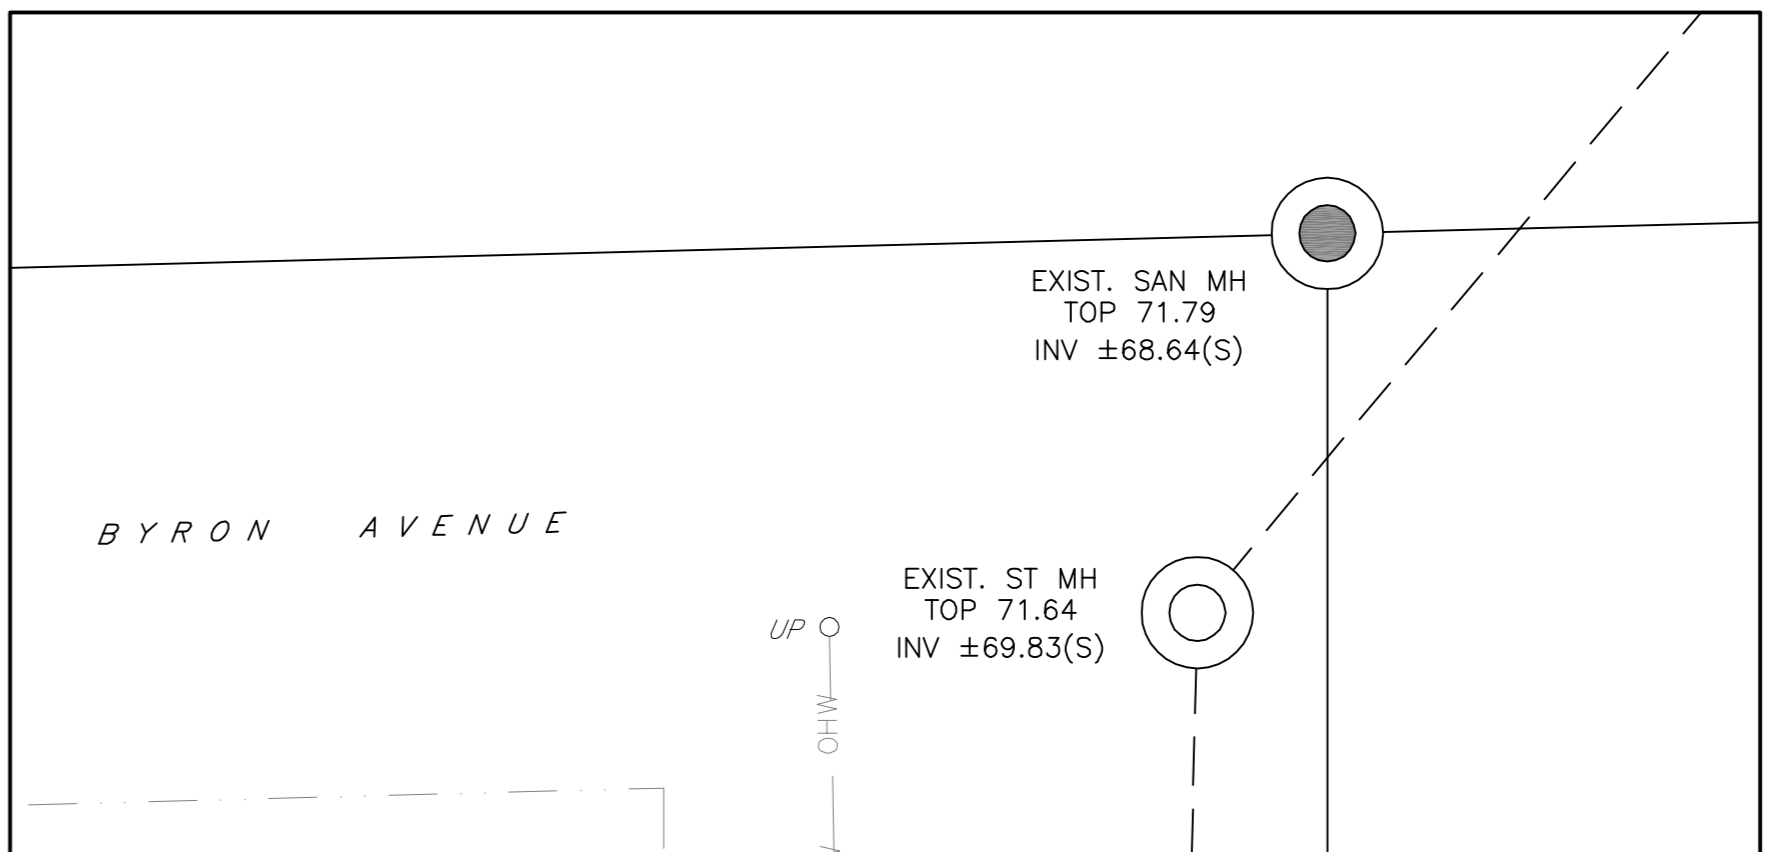 EXIST. SAN MH
TOP 71.79
INV ±68.64(S)
BYRON AVENUE
EXIST. ST MH
TOP 71.64
INV ±69.83(S)
UP
OHW